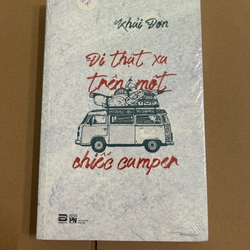 Khải Đơn
Đi thật xa
trên một
chiếc camper